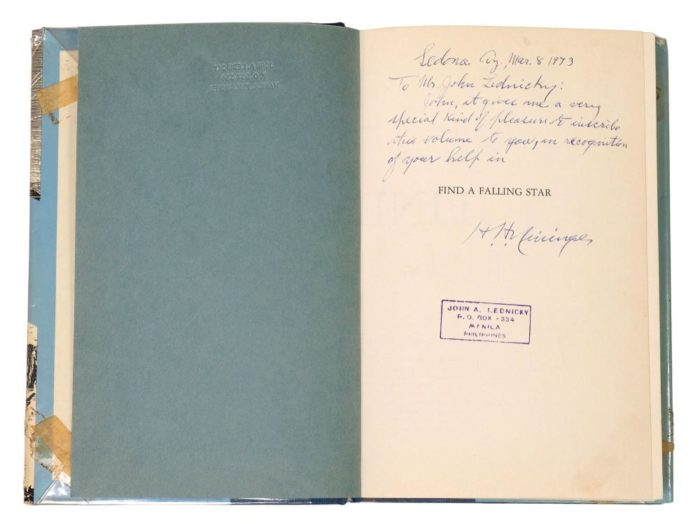 Sedona Az, Mar. 8 1973
To Mr. John Lednicky:
John, it gives me a very
special kind of pleasure to inscribe
this volume to you, in recognition
of your help in
FIND A FALLING STAR
H. H. Nininger
JOHN A. LEDNICKY
P. O. BOX - 334
MANILA
PHILIPPINES